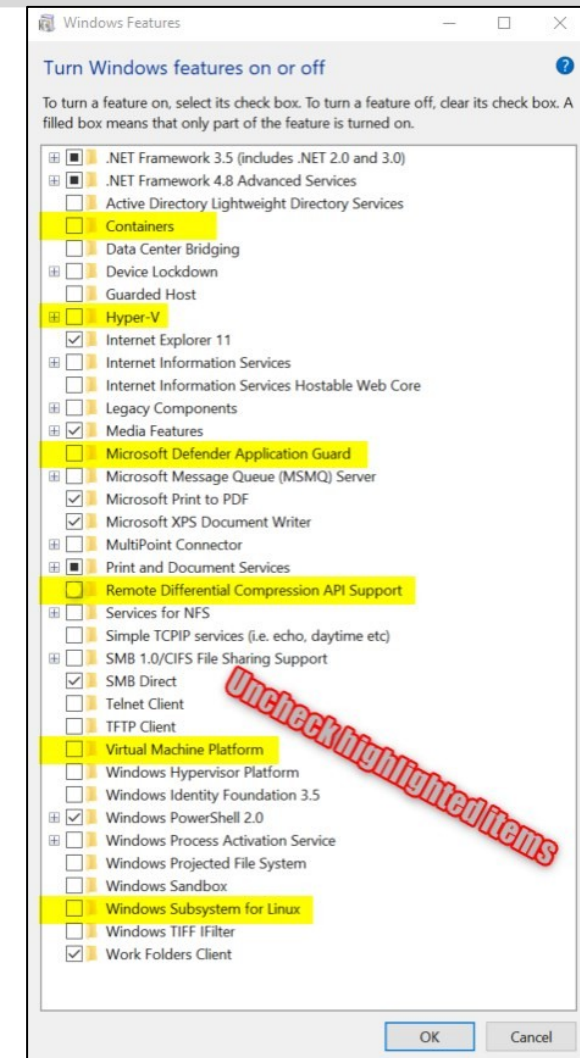 Windows Features
Turn Windows features on or off
To turn a feature on, select its check box. To turn a feature off, clear its check box. A
filled box means that only part of the feature is turned on.
.NET Framework 3.5 (includes .NET 2.0 and 3.0)
.NET Framework 4.8 Advanced Services
Active Directory Lightweight Directory Services
Containers
Data Center Bridging
Device Lockdown
Guarded Host
Hyper-V
Internet Explorer 11
Internet Information Services
Internet Information Services Hostable Web Core
Legacy Components
Media Features
Microsoft Defender Application Guard
Microsoft Message Queue (MSMQ) Server
Microsoft Print to PDF
Microsoft XPS Document Writer
MultiPoint Connector
Print and Document Services
Remote Differential Compression API Support
Services for NFS
Simple TCPIP services (i.e. echo, daytime etc)
SMB 1.0/CIFS File Sharing Support
SMB Direct
Telnet Client
TFTP Client
Virtual Machine Platform
Windows Hypervisor Platform
Windows Identity Foundation 3.5
Windows PowerShell 2.0
Windows Process Activation Service
Windows Projected File System
Windows Sandbox
Windows Subsystem for Linux
Windows TIFF IFilter
Work Folders Client
Uncheck highlighted items
OK
Cancel